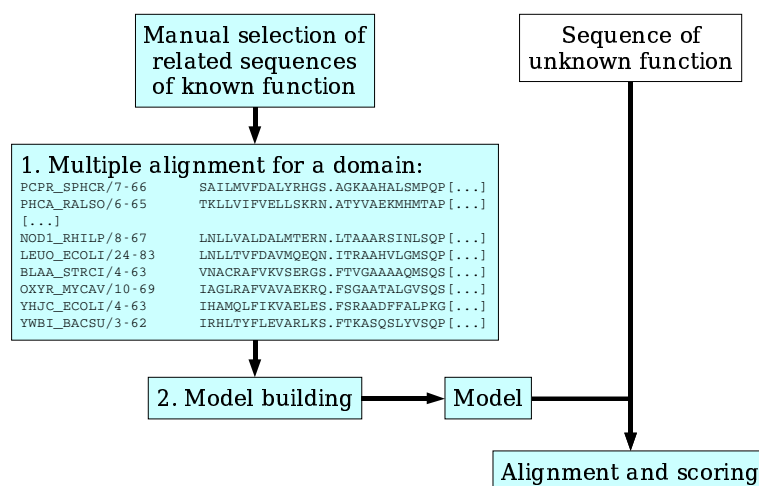 Manual selection of
related sequences
of known function
Sequence of
unknown function
1. Multiple alignment for a domain:
PCPR_SPHCR/7-66 SAILMVFDALYRHGS.AGKAAHALSMPQP[...]
PHCA_RALSO/6-65 TKLLVIFVELLSKRN.ATYVAEKMHMTAP[...]
[...]
NOD1_RHILP/8-67 LNLLVALDALMTERN.LTAAARSINLSQP[...]
LEUO_ECOLI/24-83 LNLLTVFDAVMQEQN.ITRAAHVLGMSQP[...]
BLAA_STRCI/4-63 VNACRAFVKVSERGS.FTVGAAAAQMSQS[...]
OXYR_MYCAV/10-69 IAGLRAFVAVAEKRQ.FSGAATALGVSQS[...]
YHJC_ECOLI/4-63 IHAMQLFIKVAELES.FSRAADFFALPKG[...]
YWBI_BACSU/3-62 IRHLTYFLEVARLKS.FTKASQSLYVSQP[...]
2. Model building
Model
Alignment and scoring